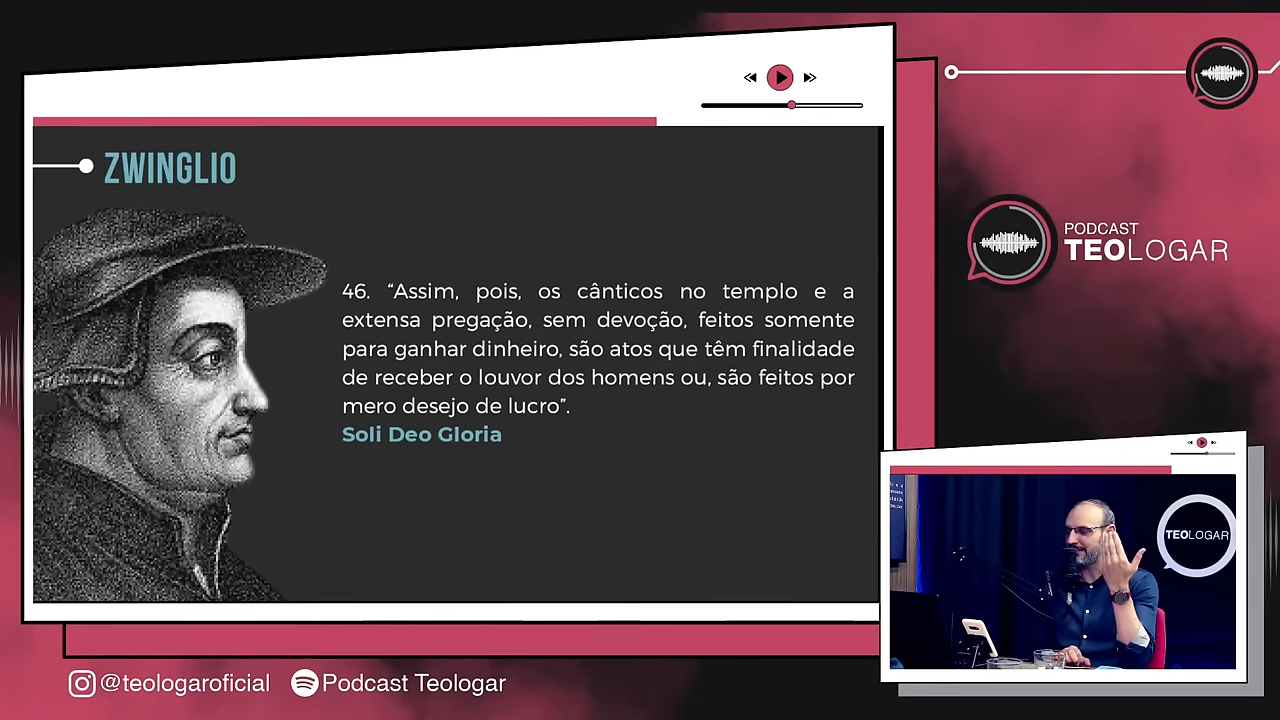 ZWINGLIO
46. “Assim, pois, os cânticos no templo e a
extensa pregação, sem devoção, feitos somente
para ganhar dinheiro, são atos que têm finalidade
de receber o louvor dos homens ou, são feitos por
mero desejo de lucro”.
Soli Deo Gloria
PODCAST
TEOLOGAR
TEOLOGAR
@teologaroficial
Podcast Teologar